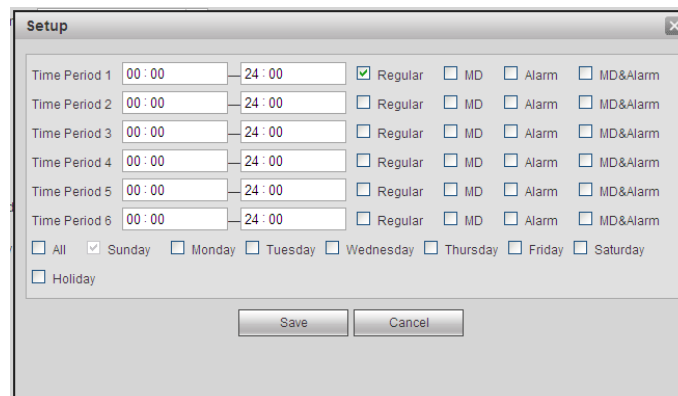 Setup
Time Period 1 00:00 — 24:00 Regular MD Alarm MD&Alarm
Time Period 2 00:00 — 24:00 Regular MD Alarm MD&Alarm
Time Period 3 00:00 — 24:00 Regular MD Alarm MD&Alarm
Time Period 4 00:00 — 24:00 Regular MD Alarm MD&Alarm
Time Period 5 00:00 — 24:00 Regular MD Alarm MD&Alarm
Time Period 6 00:00 — 24:00 Regular MD Alarm MD&Alarm
All Sunday Monday Tuesday Wednesday Thursday Friday Saturday
Holiday
Save Cancel